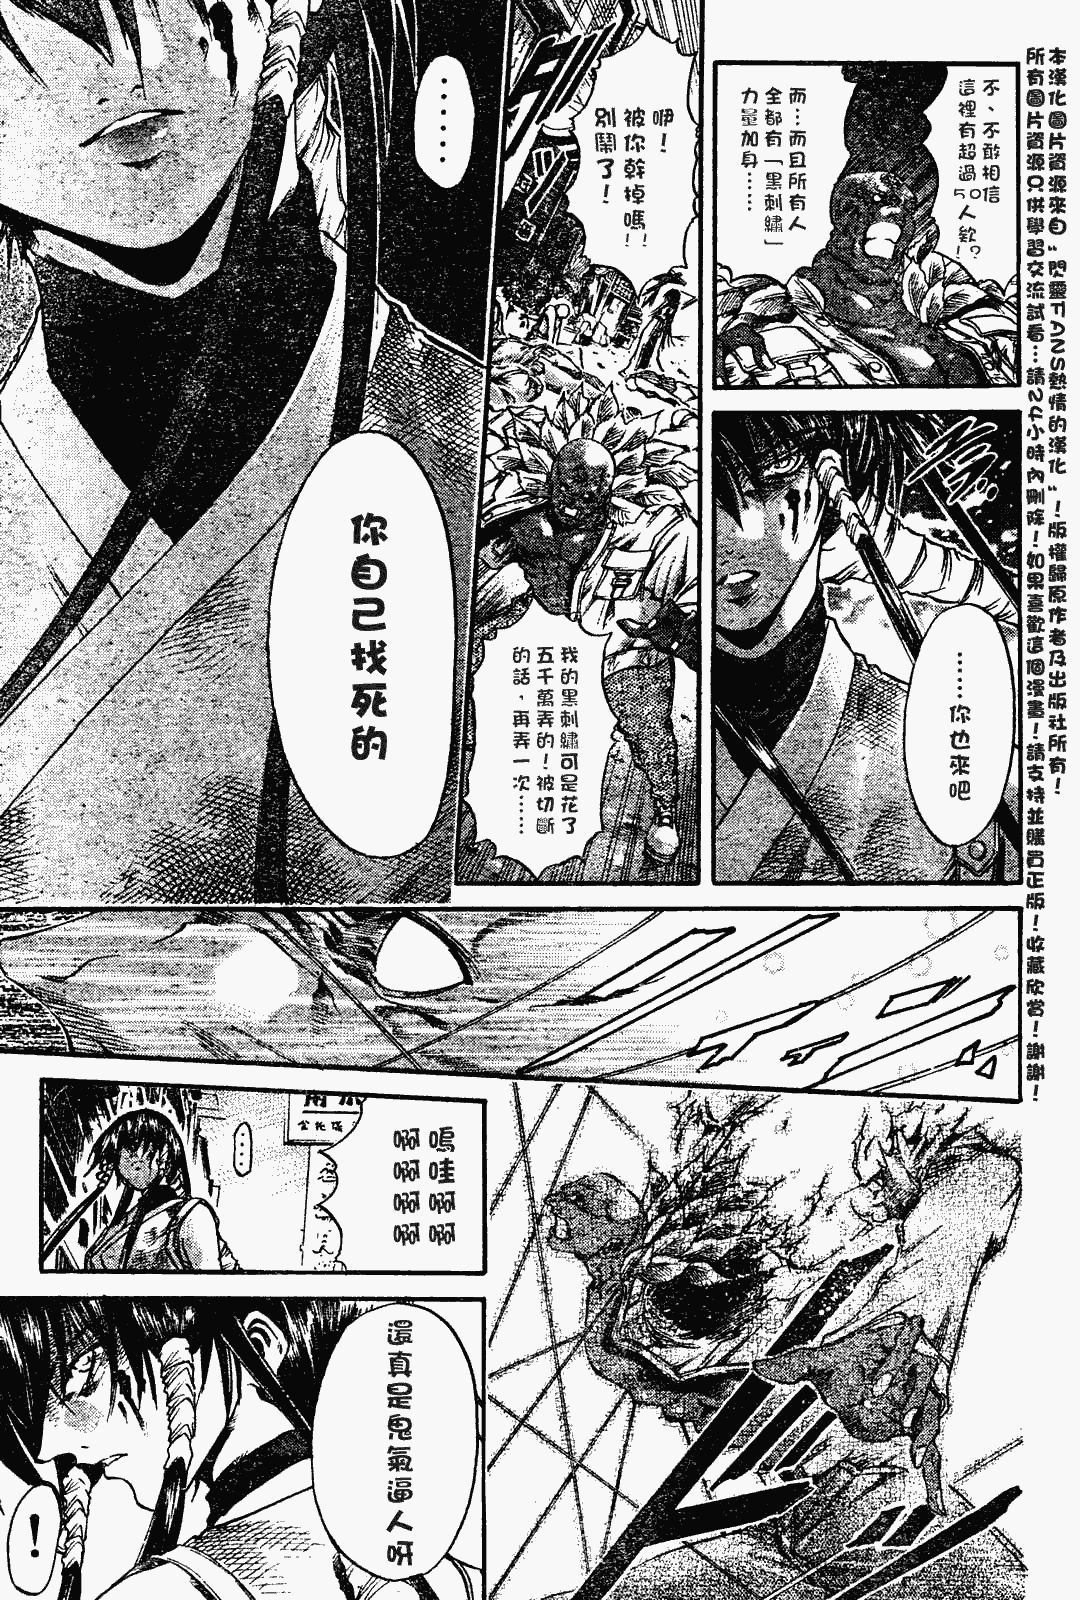 本漢化圖片資源來自"閃靈FANS熱情的漢化"！版權歸原作者及出版社所有！
所有圖片資源只供學習交流試看…請24小時內刪除！如果喜歡這個漫畫！請支持並購買正版！收藏欣賞！謝謝！
不、不敢相信
這裡有超過50人欸？！
而…而且所有人
全都有「黑刺繡」
力量加身……
咿！
被你幹掉嗎！
別鬧了！
……
………你也來吧
我的黑刺繡可是花了
五千萬弄的！被切斷
的話，再弄一次……
你自己找死的
嗚哇啊啊
啊啊啊啊
…
還真是鬼氣逼人呀
！